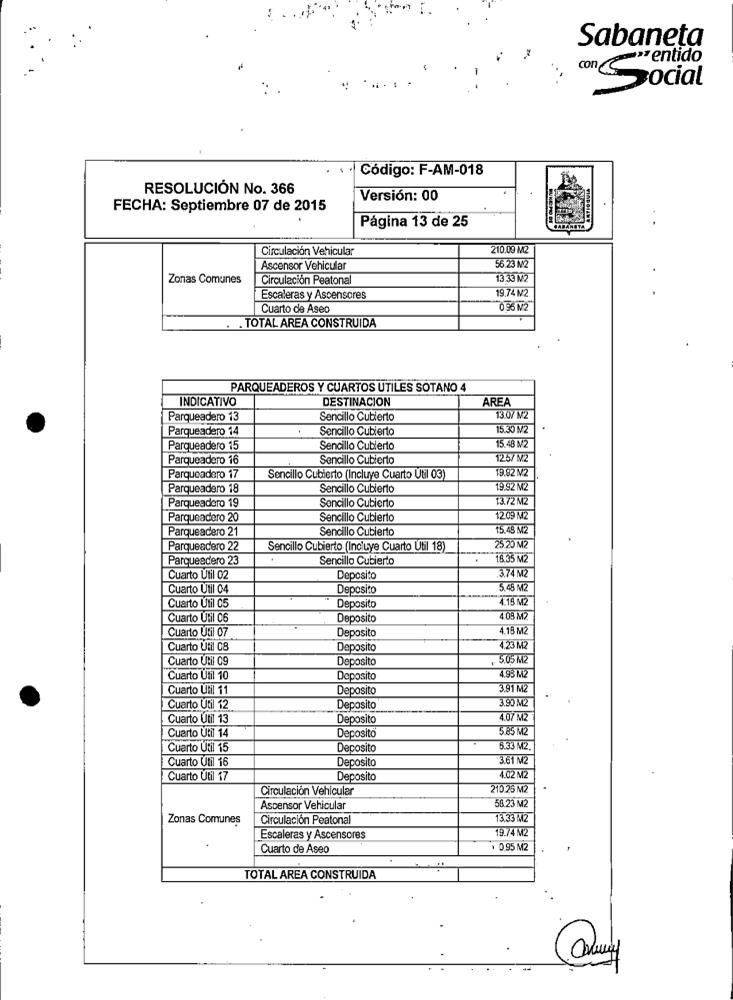 Sabaneta
con Sentido
Social
RESOLUCIÓN No. 366
FECHA: Septiembre 07 de 2015
Código: F-AM-018
Versión: 00
Página 13 de 25
SABANETA
ANTIOQUIA
Zonas Comunes
Circulación Vehicular 210.09 M2
Ascensor Vehicular 56.23 M2
Circulación Peatonal 13.33 M2
Escaleras y Ascensores 19.74 M2
Cuarto de Aseo 0.95 M2
TOTAL AREA CONSTRUIDA
PARQUEADEROS Y CUARTOS UTILES SOTANO 4
INDICATIVO DESTINACION AREA
Parqueadero 13 Sencillo Cubierto 13.07 M2
Parqueadero 14 Sencillo Cubierto 15.30 M2
Parqueadero 15 Sencillo Cubierto 15.48 M2
Parqueadero 16 Sencillo Cubierto 12.57 M2
Parqueadero 17 Sencillo Cubierto (Incluye Cuarto Útil 03) 19.92 M2
Parqueadero 18 Sencillo Cubierto 19.92 M2
Parqueadero 19 Sencillo Cubierto 13.72 M2
Parqueadero 20 Sencillo Cubierto 12.09 M2
Parqueadero 21 Sencillo Cubierto 15.48 M2
Parqueadero 22 Sencillo Cubierto (Incluye Cuarto Útil 18) 25.20 M2
Parqueadero 23 Sencillo Cubierto 16.35 M2
Cuarto Útil 02 Deposito 3.74 M2
Cuarto Útil 04 Deposito 5.46 M2
Cuarto Útil 05 Deposito 4.16 M2
Cuarto Útil 06 Deposito 4.08 M2
Cuarto Útil 07 Deposito 4.18 M2
Cuarto Útil 08 Deposito 4.23 M2
Cuarto Útil 09 Deposito 5.05 M2
Cuarto Útil 10 Deposito 4.96 M2
Cuarto Útil 11 Deposito 3.91 M2
Cuarto Útil 12 Deposito 3.90 M2
Cuarto Útil 13 Deposito 4.07 M2
Cuarto Útil 14 Deposito 5.85 M2
Cuarto Útil 15 Deposito 6.33 M2
Cuarto Útil 16 Deposito 3.61 M2
Cuarto Útil 17 Deposito 4.02 M2
Zonas Comunes
Circulación Vehicular 210.26 M2
Ascensor Vehicular 56.23 M2
Circulación Peatonal 13.33 M2
Escaleras y Ascensores 19.74 M2
Cuarto de Aseo 0.95 M2
TOTAL AREA CONSTRUIDA